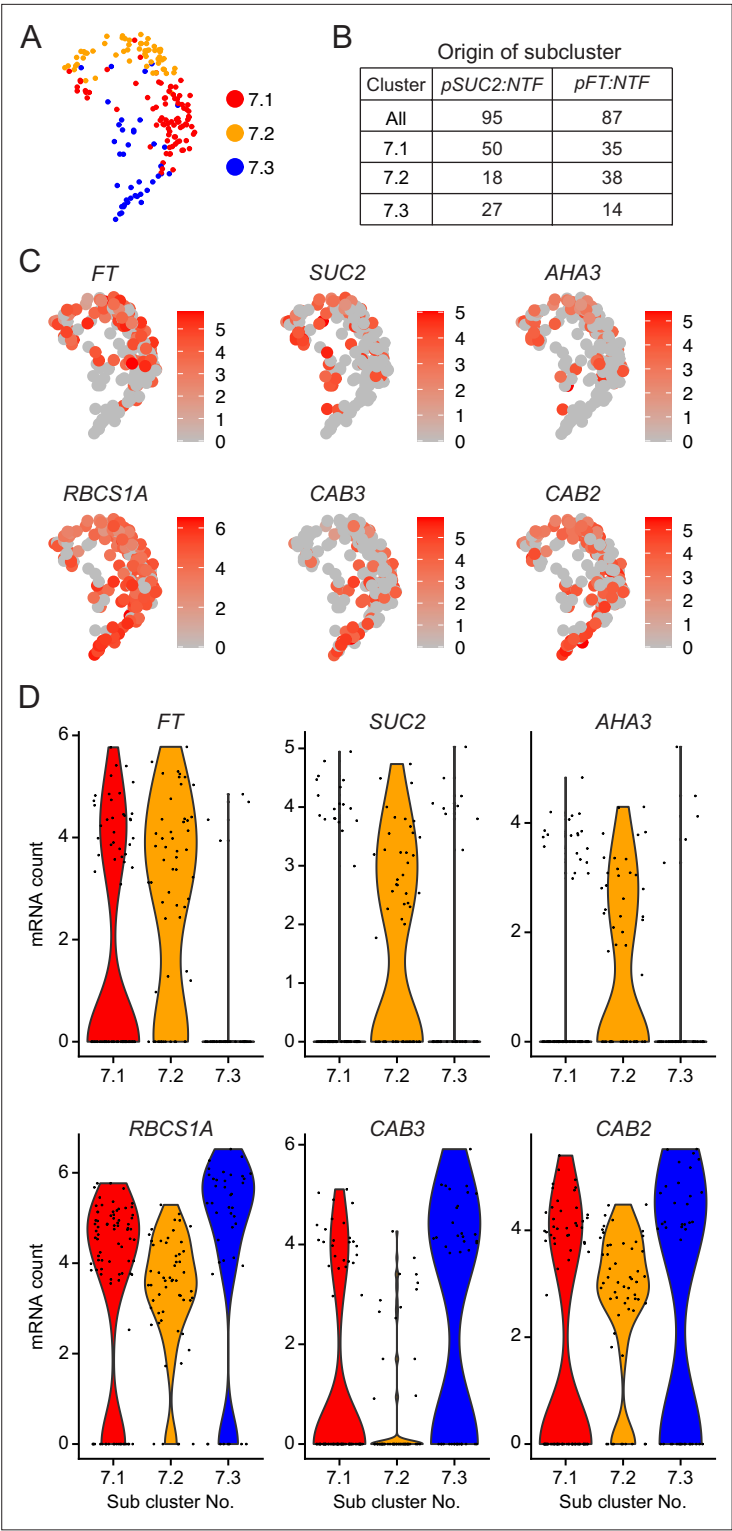 A
7.1
7.2
7.3
B
Origin of subcluster
Cluster pSUC2:NTF pFT:NTF
All 95 87
7.1 50 35
7.2 18 38
7.3 27 14
C
FT SUC2 AHA3
5 5 5
4 4 4
3 3 3
2 2 2
1 1 1
0 0 0
RBCS1A CAB3 CAB2
6 5 5
4 4 4
2 3 3
0 2 2
1 1
0 0
D
FT SUC2 AHA3
mRNA count
6 5 4
4 4 2
2 3 0
0 2
1
0
7.1 7.2 7.3 7.1 7.2 7.3 7.1 7.2 7.3
RBCS1A CAB3 CAB2
mRNA count
6 6 4
4 4 2
2 2 0
0 0
7.1 7.2 7.3 7.1 7.2 7.3 7.1 7.2 7.3
Sub cluster No. Sub cluster No. Sub cluster No.